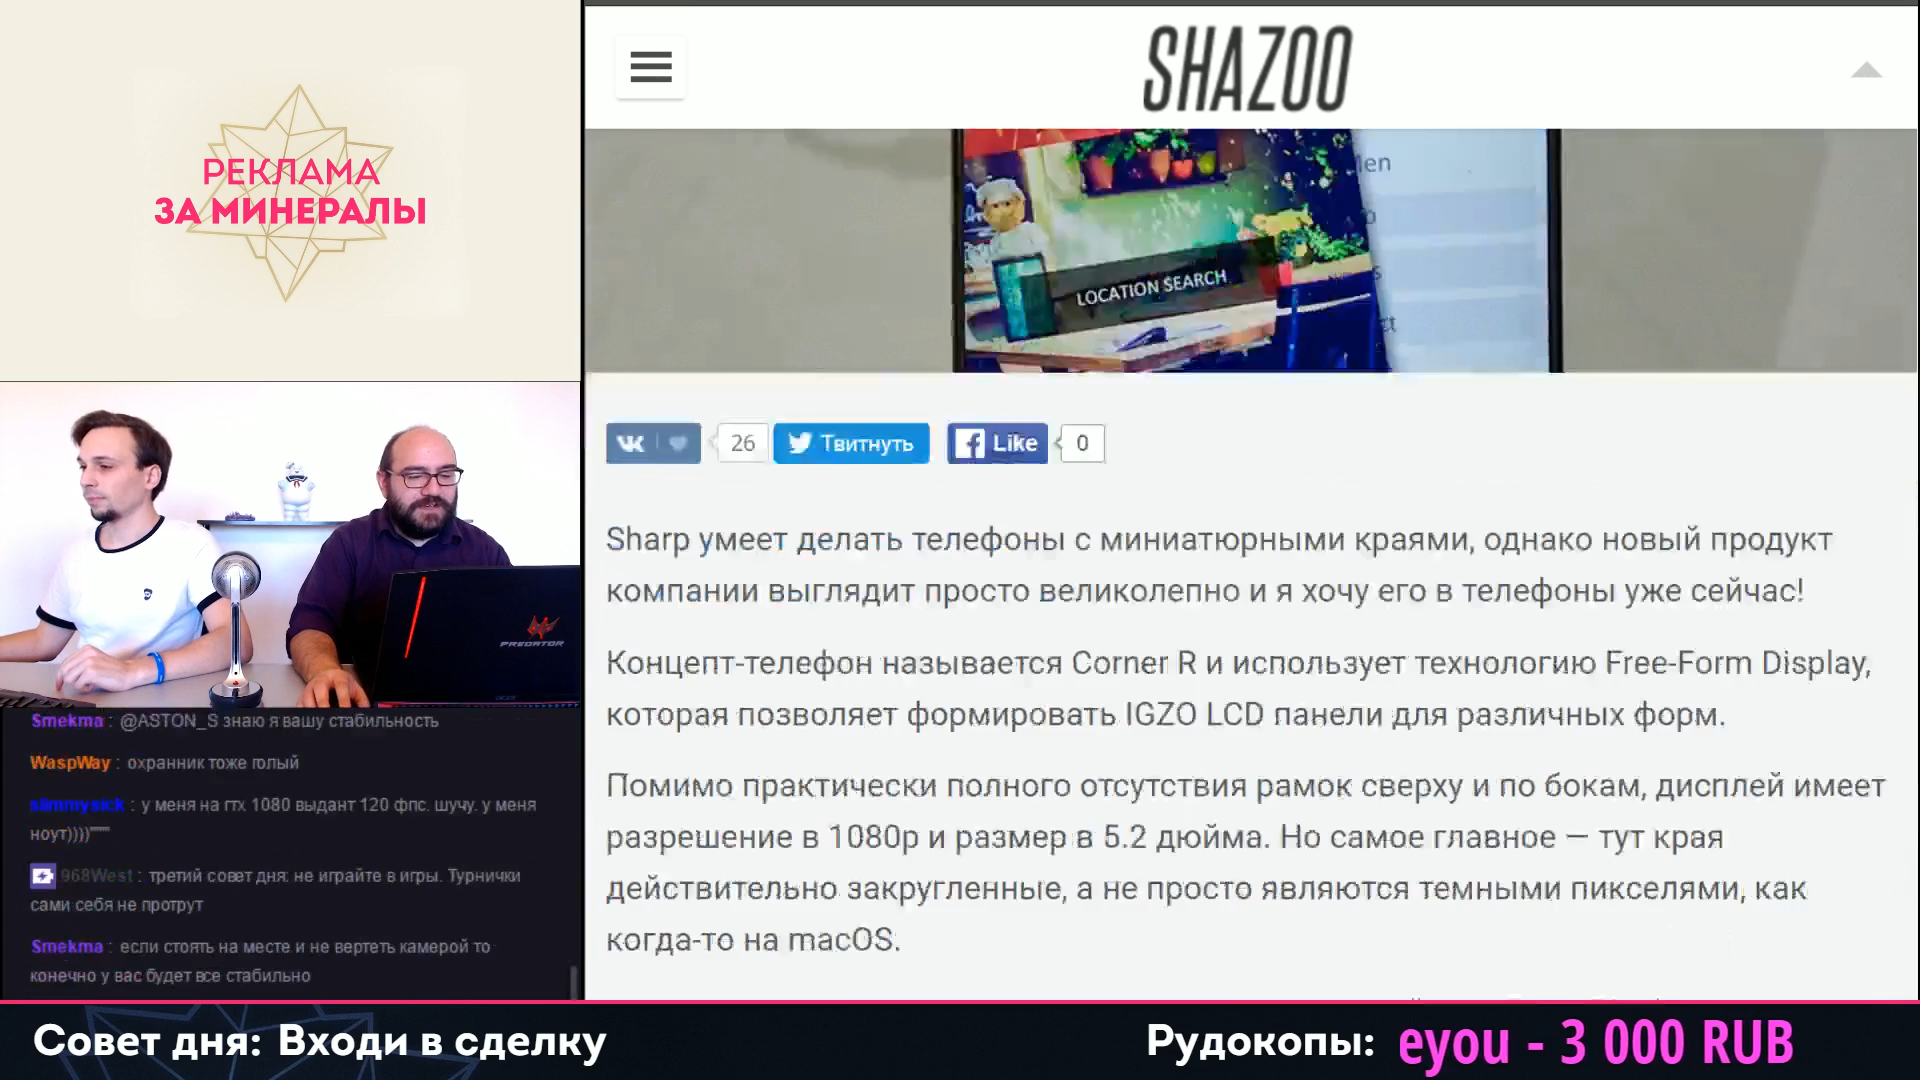 РЕКЛАМА
ЗА МИНЕРАЛЫ
PREDATOR
Smekma : @ASTON_S знаю я вашу стабильность
WaspWay : охранник тоже голый
slimmysick : у меня на гтх 1080 выдант 120 фпс. шучу. у меня
ноут))))"""
968West : третий совет дня: не играйте в игры. Турнички
сами себя не протрут
Smekma : если стоять на месте и не вертеть камерой то
конечно у вас будет все стабильно
SHAZOO
LOCATION SEARCH
26
Твитнуть
Like
0
Sharp умеет делать телефоны с миниатюрными краями, однако новый продукт
компании выглядит просто великолепно и я хочу его в телефоны уже сейчас!
Концепт-телефон называется Corner R и использует технологию Free-Form Display,
которая позволяет формировать IGZO LCD панели для различных форм.
Помимо практически полного отсутствия рамок сверху и по бокам, дисплей имеет
разрешение в 1080p и размер в 5.2 дюйма. Но самое главное — тут края
действительно закругленные, а не просто являются темными пикселями, как
когда-то на macOS.
Совет дня: Входи в сделку
Рудокопы: eyou - 3 000 RUB